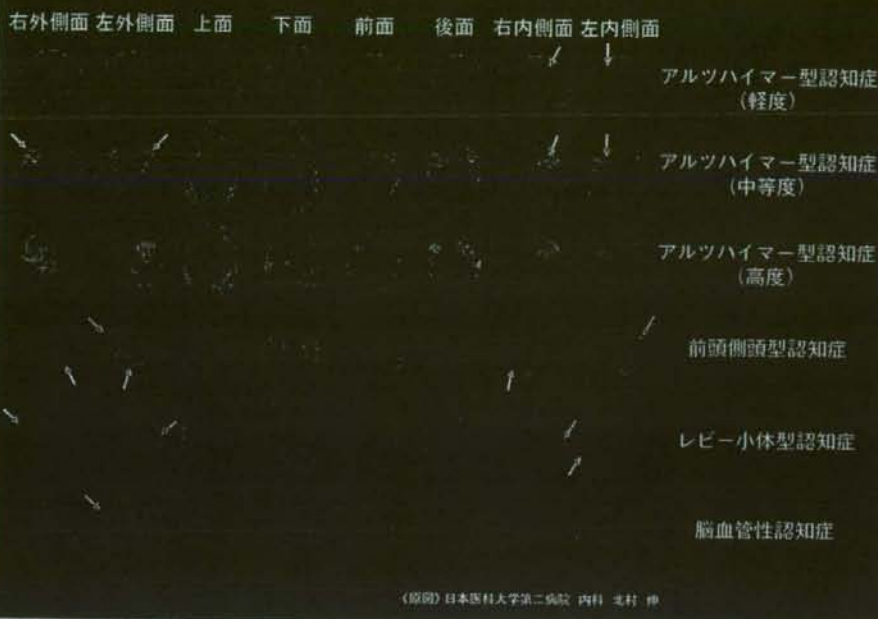 右外側面 左外側面 上面 下面 前面 後面 右内側面 左内側面
アルツハイマー型認知症
(軽度)
アルツハイマー型認知症
(中等度)
アルツハイマー型認知症
(高度)
前頭側頭型認知症
レビー小体型認知症
脳血管性認知症
(原図) 日本医科大学第二病院 内科 北村 伸